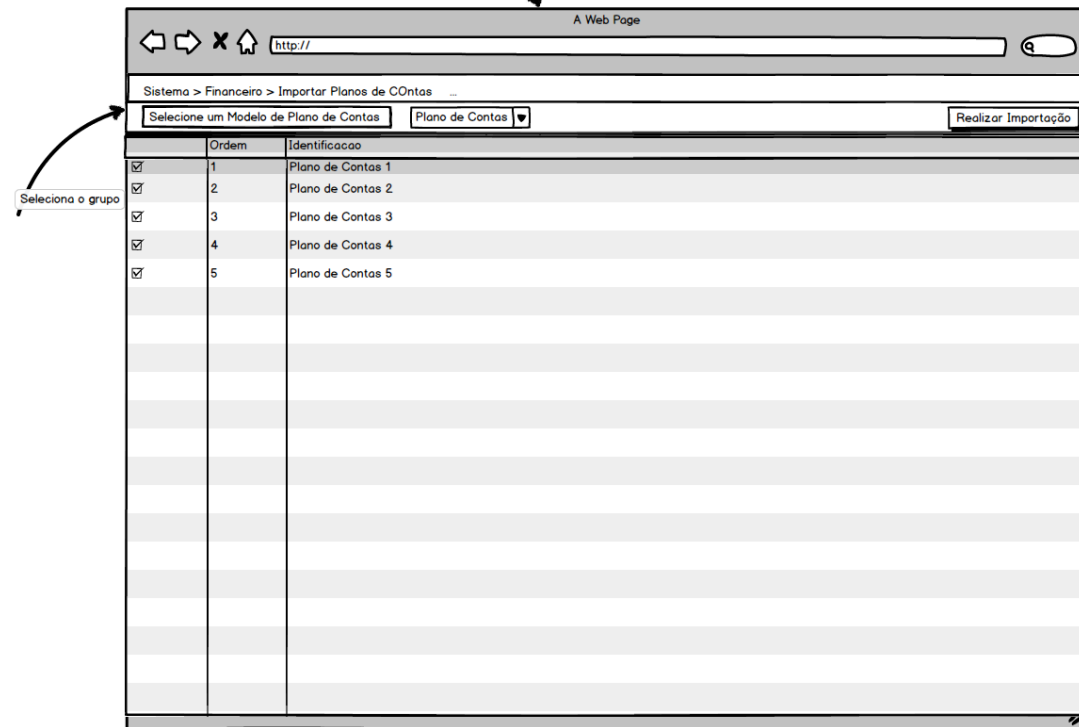 A Web Page
http://
Sistema > Financeiro > Importar Planos de COntas ...
Selecione um Modelo de Plano de Contas Plano de Contas Realizar Importação
Ordem Identificacao
1 Plano de Contas 1
Seleciona o grupo
2 Plano de Contas 2
3 Plano de Contas 3
4 Plano de Contas 4
5 Plano de Contas 5